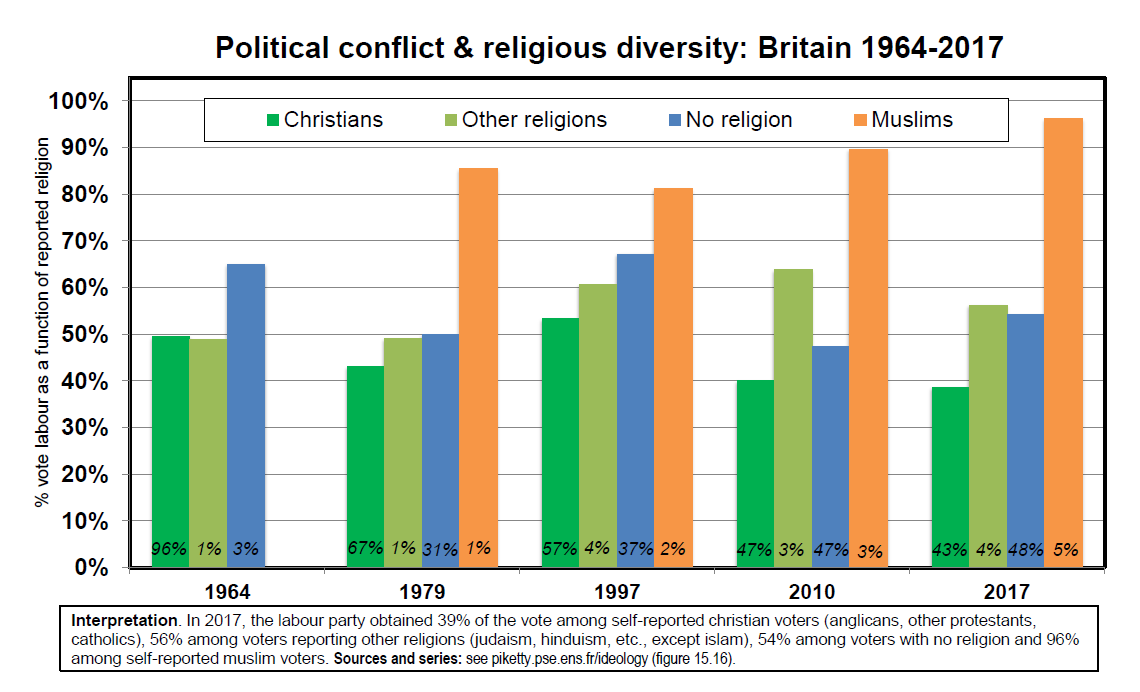 Political conflict & religious diversity: Britain 1964-2017
% vote labour as a function of reported religion
100%
90%
80%
70%
60%
50%
40%
30%
20%
10%
0%
Christians Other religions No religion Muslims
96% 1% 3% 67% 1% 31% 1% 57% 4% 37% 2% 47% 3% 47% 3% 43% 4% 48% 5%
1964 1979 1997 2010 2017
Interpretation. In 2017, the labour party obtained 39% of the vote among self-reported christian voters (anglicans, other protestants,
catholics), 56% among voters reporting other religions (judaism, hinduism, etc., except islam), 54% among voters with no religion and 96%
among self-reported muslim voters. Sources and series: see piketty.pse.ens.fr/ideology (figure 15.16).